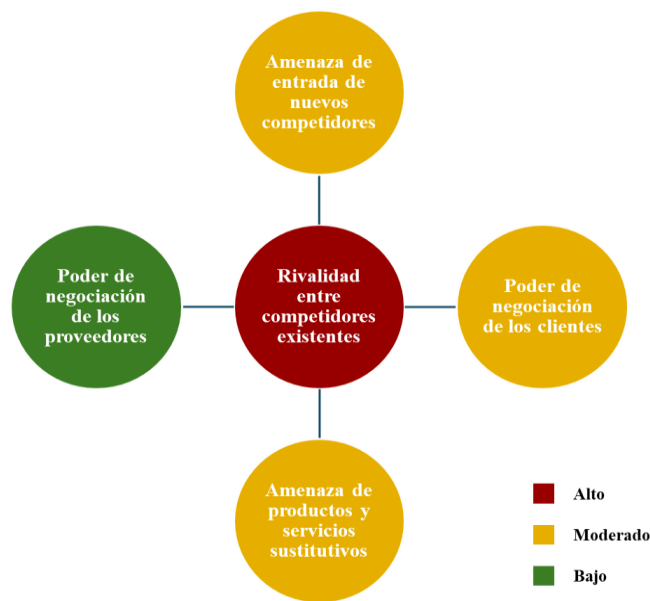 Amenaza de
entrada de
nuevos
competidores
Poder de
negociación
de los
proveedores
Rivalidad
entre
competidores
existentes
Poder de
negociación
de los clientes
Amenaza de
productos y
servicios
sustitutivos
Alto
Moderado
Bajo